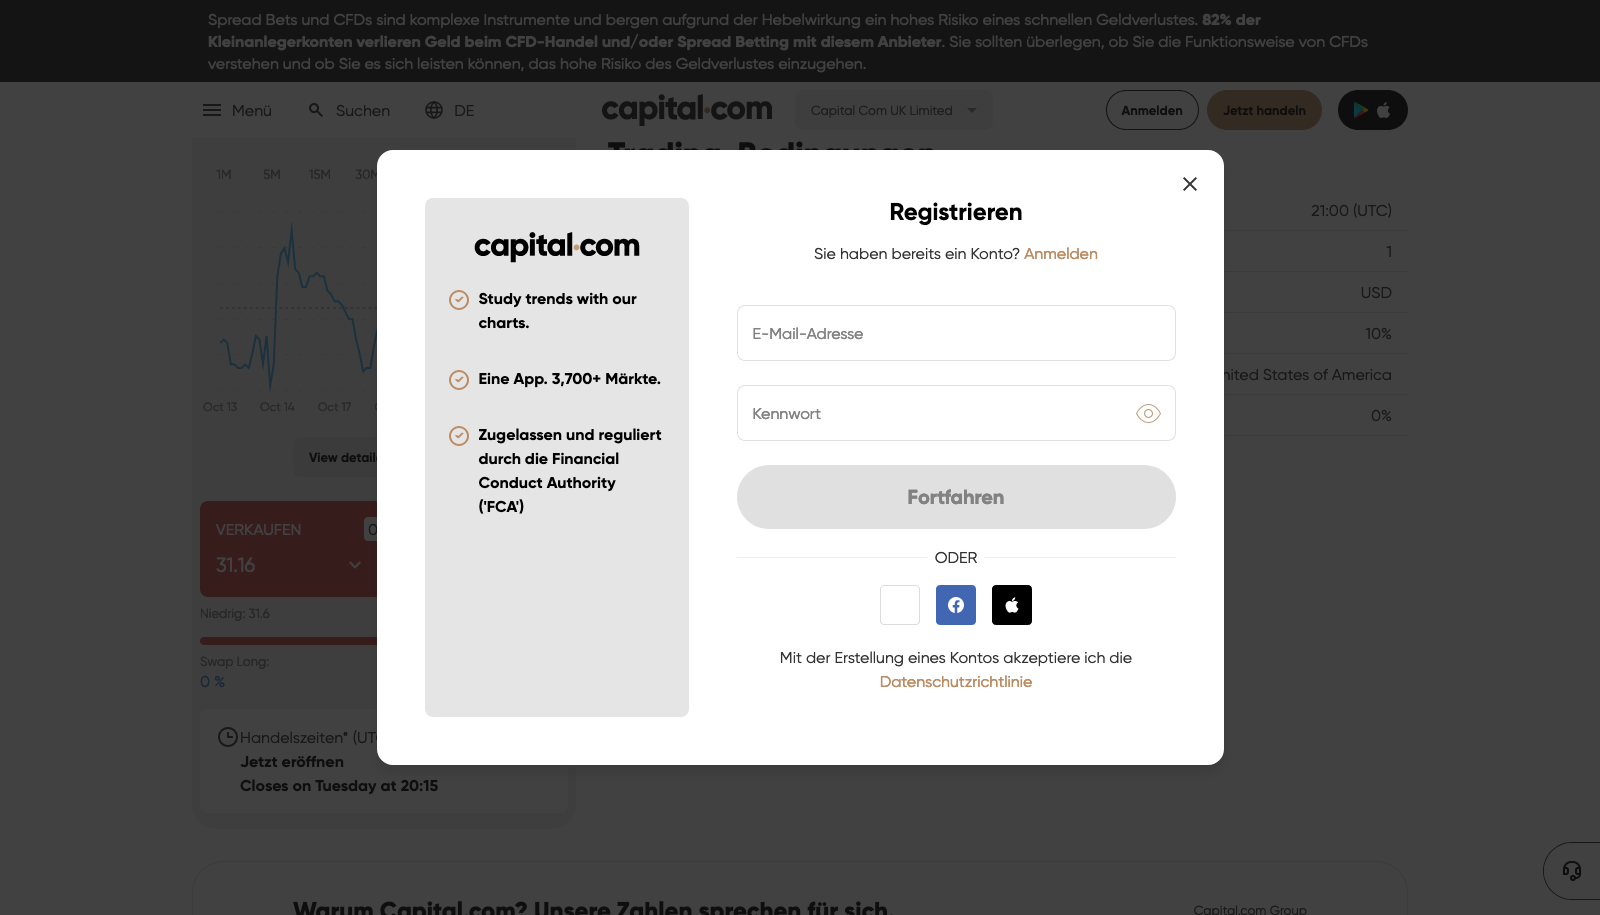 Spread Bets und CFDs sind komplexe Instrumente und bergen aufgrund der Hebelwirkung ein hohes Risiko eines schnellen Geldverlustes. 82% der
Kleinanlegerkonten verlieren Geld beim CFD-Handel und/oder Spread Betting mit diesem Anbieter. Sie sollten überlegen, ob Sie die Funktionsweise von CFDs
verstehen und ob Sie es sich leisten können, das hohe Risiko des Geldverlustes einzugehen.
Menü
Suchen
DE
capital.com
Capital Com UK Limited
Anmelden
Jetzt handeln
Trading-Bedingungen
1M 5M 15M 30M
Oct 13 Oct 14 Oct 17
View details
VERKAUFEN
31.16
Niedrig: 31.6
Swap Long:
0 %
Handelszeiten* (UTC
Jetzt eröffnen
Closes on Tuesday at 20:15
21:00 (UTC)
1
USD
10%
United States of America
0%
capital.com
Study trends with our
charts.
Eine App. 3,700+ Märkte.
Zugelassen und reguliert
durch die Financial
Conduct Authority
('FCA')
Registrieren
Sie haben bereits ein Konto? Anmelden
E-Mail-Adresse
Kennwort
Fortfahren
ODER
Mit der Erstellung eines Kontos akzeptiere ich die
Datenschutzrichtlinie
Warum Capital.com? Unsere Zahlen sprechen für sich.
Capital.com Group